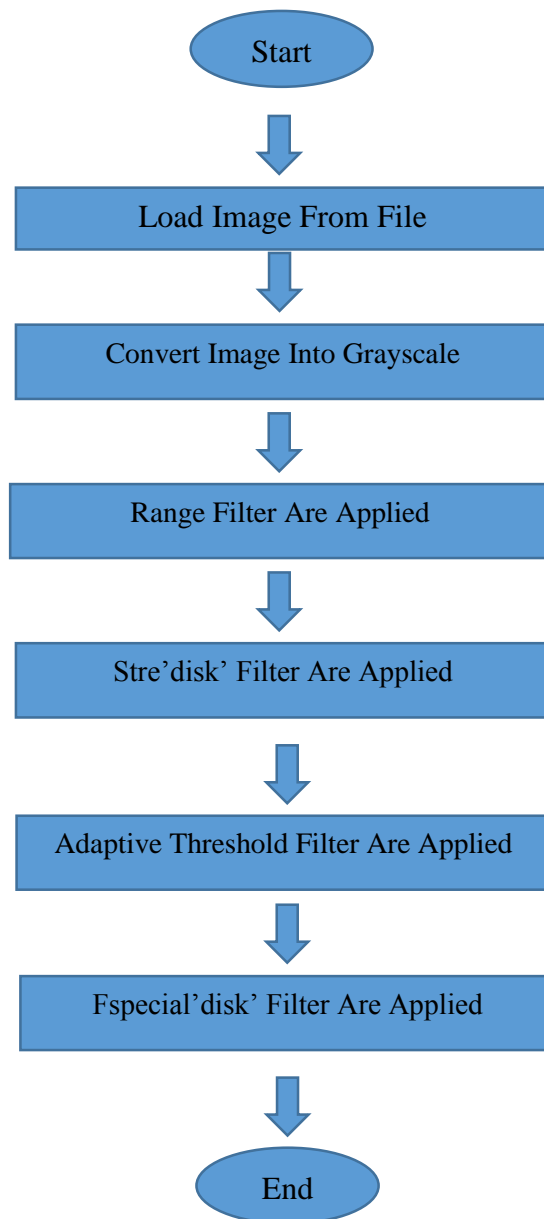 Start
Load Image From File
Convert Image Into Grayscale
Range Filter Are Applied
Stre’disk’ Filter Are Applied
Adaptive Threshold Filter Are Applied
Fspecial’disk’ Filter Are Applied
End